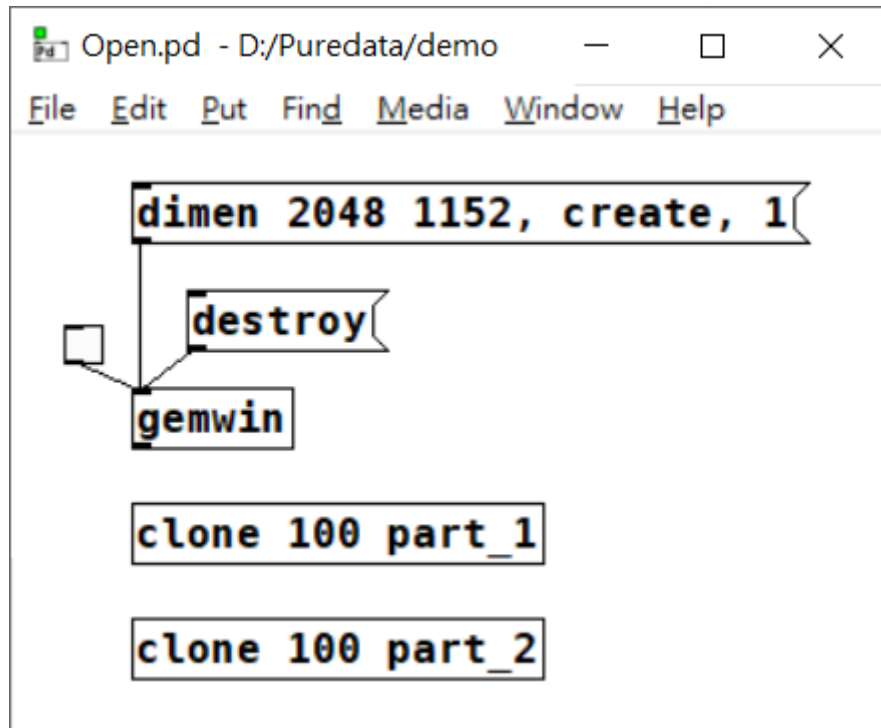 Open.pd - D:/Puredata/demo
File Edit Put Find Media Window Help
dimen 2048 1152, create, 1
destroy
gemwin
clone 100 part_1
clone 100 part_2